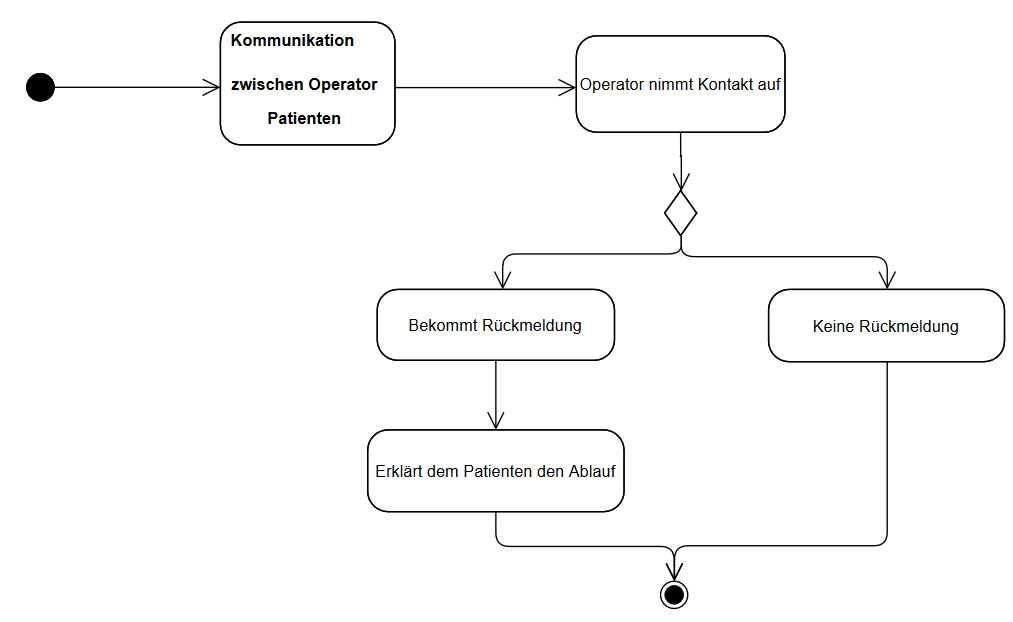 Kommunikation
zwischen Operator
Patienten
Operator nimmt Kontakt auf
Bekommt Rückmeldung
Keine Rückmeldung
Erklärt dem Patienten den Ablauf